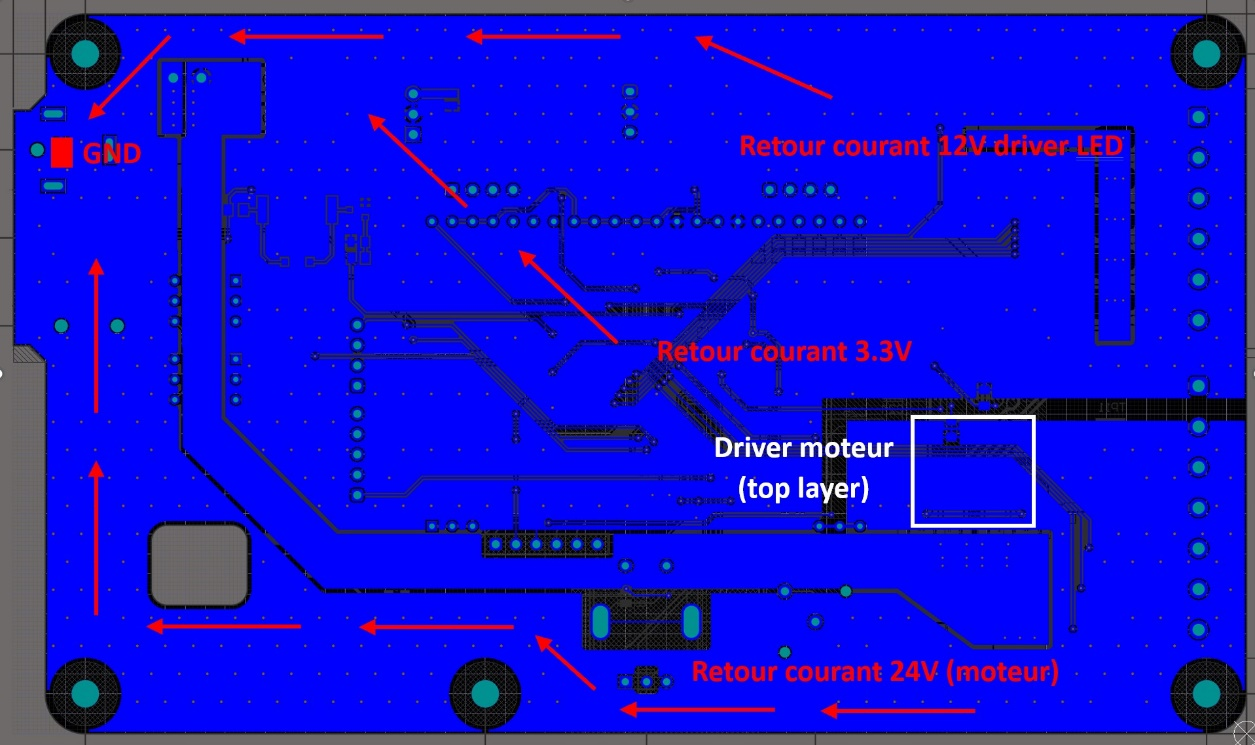 Retour courant 12V driver LED
GND
Retour courant 3.3V
Driver moteur
(top layer)
Retour courant 24V (moteur)